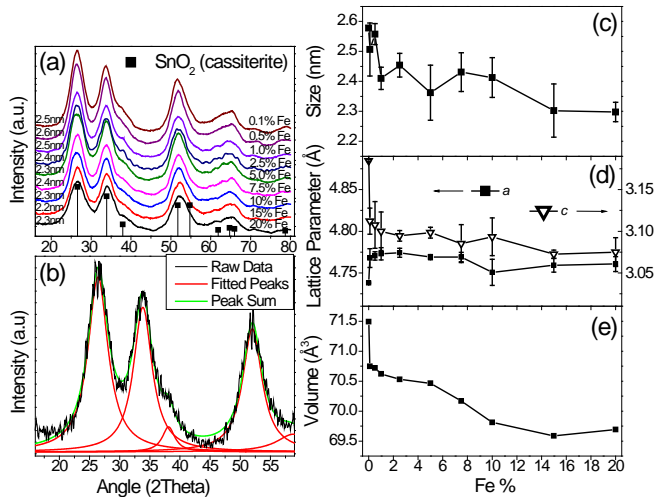 (a)
■ SnO2 (cassiterite)
Intensity (a.u.)
2.5nm
2.6nm
2.5nm
2.4nm
2.3nm
2.4nm
2.2nm
2.3nm
2.3nm
0.1% Fe
0.5% Fe
1.0% Fe
2.5% Fe
5.0% Fe
7.5% Fe
10% Fe
15% Fe
20% Fe
20 30 40 50 60 70 80
(b)
Raw Data
Fitted Peaks
Peak Sum
Intensity (a.u)
20 25 30 35 40 45 50 55
Angle (2Theta)
(c)
Size (nm)
2.6
2.5
2.4
2.3
2.2
(d)
Lattice Parameter (Å)
4.85
4.80
4.75
4.70
a
c
3.15
3.10
3.05
(e)
Volume (Å3)
71.5
71.0
70.5
70.0
69.5
0 2 4 6 8 10 12 14 16 18 20
Fe %